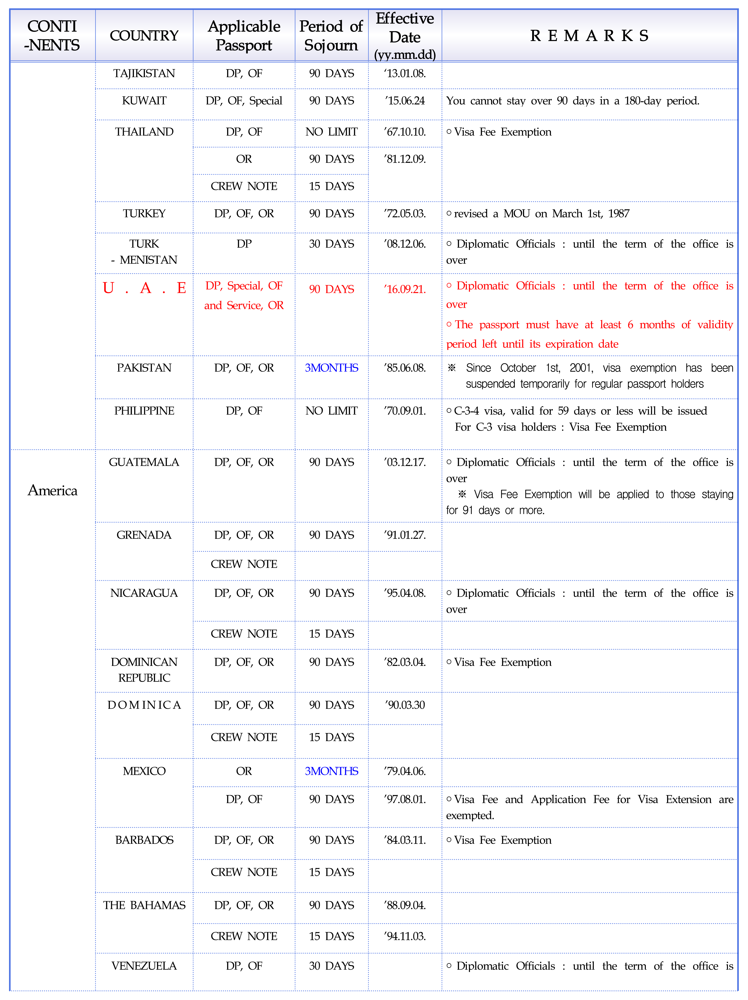 CONTI
-NENTS
COUNTRY
Applicable
Passport
Period of
Sojourn
Effective
Date
(yy.mm.dd)
R E M A R K S
TAJIKISTAN
DP, OF
90 DAYS
‘13.01.08.
KUWAIT
DP, OF, Special
90 DAYS
’15.06.24
You cannot stay over 90 days in a 180-day period.
THAILAND
DP, OF
NO LIMIT
’67.10.10.
○ Visa Fee Exemption
OR
90 DAYS
’81.12.09.
CREW NOTE
15 DAYS
TURKEY
DP, OF, OR
90 DAYS
’72.05.03.
○ revised a MOU on March 1st, 1987
TURK
- MENISTAN
DP
30 DAYS
’08.12.06.
○ Diplomatic Officials : until the term of the office is
over
U . A . E
DP, Special, OF
and Service, OR
90 DAYS
’16.09.21.
○ Diplomatic Officials : until the term of the office is
over
○ The passport must have at least 6 months of validity
period left until its expiration date
PAKISTAN
DP, OF, OR
3MONTHS
’85.06.08.
※ Since October 1st, 2001, visa exemption has been
suspended temporarily for regular passport holders
PHILIPPINE
DP, OF
NO LIMIT
’70.09.01.
○ C-3-4 visa, valid for 59 days or less will be issued
For C-3 visa holders : Visa Fee Exemption
America
GUATEMALA
DP, OF, OR
90 DAYS
’03.12.17.
○ Diplomatic Officials : until the term of the office is
over
※ Visa Fee Exemption will be applied to those staying
for 91 days or more.
GRENADA
DP, OF, OR
90 DAYS
’91.01.27.
CREW NOTE
NICARAGUA
DP, OF, OR
90 DAYS
’95.04.08.
○ Diplomatic Officials : until the term of the office is
over
CREW NOTE
15 DAYS
DOMINICAN
REPUBLIC
DP, OF, OR
90 DAYS
’82.03.04.
○ Visa Fee Exemption
DOMINICA
DP, OF, OR
90 DAYS
’90.03.30
CREW NOTE
15 DAYS
MEXICO
OR
3MONTHS
’79.04.06.
DP, OF
90 DAYS
’97.08.01.
○ Visa Fee and Application Fee for Visa Extension are
exempted.
BARBADOS
DP, OF, OR
90 DAYS
’84.03.11.
○ Visa Fee Exemption
CREW NOTE
15 DAYS
THE BAHAMAS
DP, OF, OR
90 DAYS
’88.09.04.
CREW NOTE
15 DAYS
’94.11.03.
VENEZUELA
DP, OF
30 DAYS
○ Diplomatic Officials : until the term of the office is